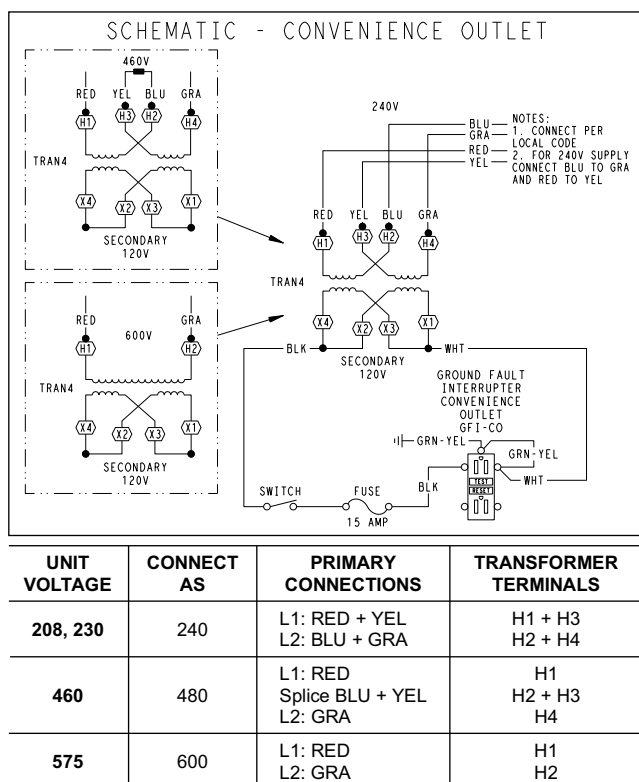 SCHEMATIC - CONVENIENCE OUTLET
460V
RED YEL BLU GRA
H1 H3 H2 H4
TRAN4
X4 X2 X3 X1
SECONDARY
120V
RED GRA
600V
H1 H2
TRAN4
X4 X2 X3 X1
SECONDARY
120V
240V
BLU
GRA
RED
YEL
NOTES:
1. CONNECT PER
LOCAL CODE
2. FOR 240V SUPPLY
CONNECT BLU TO GRA
AND RED TO YEL
RED YEL BLU GRA
H1 H3 H2 H4
TRAN4
X4 X2 X3 X1
BLK WHT
SECONDARY
120V
GROUND FAULT
INTERRUPTER
CONVENIENCE
OUTLET
GFI-CO
GRN-YEL
GRN-YEL
WHT
TEST
RESET
BLK
SWITCH FUSE
15 AMP
UNIT VOLTAGE CONNECT AS PRIMARY CONNECTIONS TRANSFORMER TERMINALS
208, 230 240 L1: RED + YEL H1 + H3
L2: BLU + GRA H2 + H4
460 480 L1: RED H1
Splice BLU + YEL H2 + H3
L2: GRA H4
575 600 L1: RED H1
L2: GRA H2